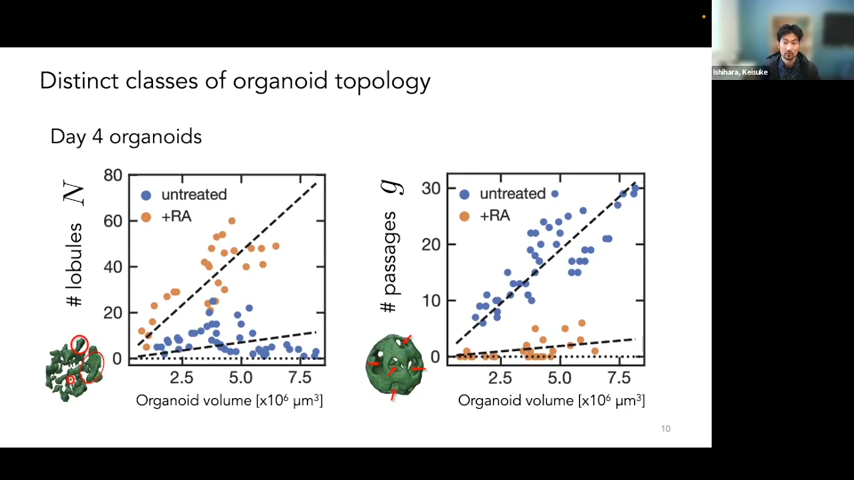 Ishihara, Keisuke
Distinct classes of organoid topology
Day 4 organoids
# lobules N
80
60
40
20
0
untreated
+RA
2.5 5.0 7.5
Organoid volume [x10⁶ μm³]
# passages g
30
20
10
0
untreated
+RA
2.5 5.0 7.5
Organoid volume [x10⁶ μm³]
10